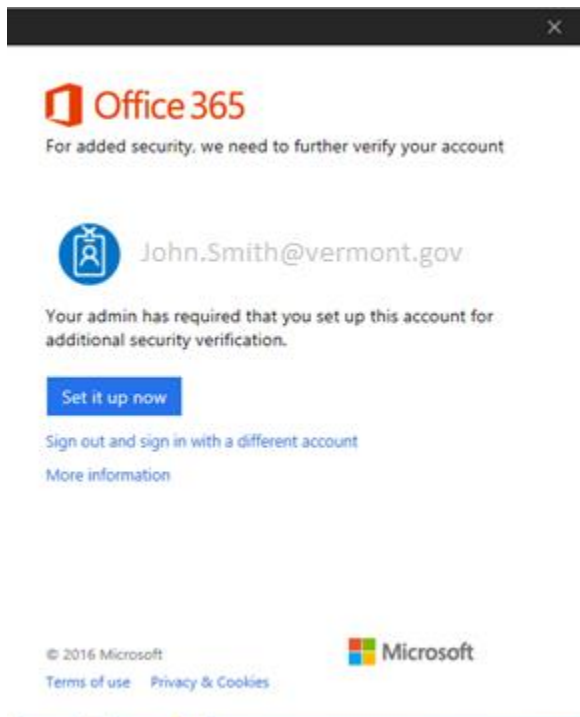 Office 365
For added security, we need to further verify your account
John.Smith@vermont.gov
Your admin has required that you set up this account for
additional security verification.
Set it up now
Sign out and sign in with a different account
More information
© 2016 Microsoft
Microsoft
Terms of use Privacy & Cookies